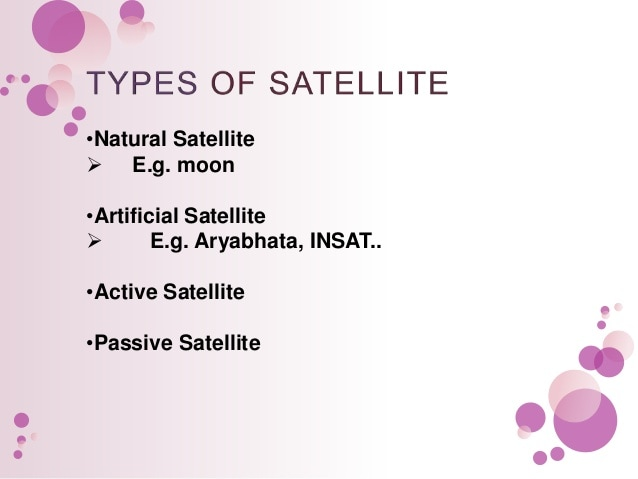 TYPES OF SATELLITE
•Natural Satellite
➢ E.g. moon
•Artificial Satellite
➢ E.g. Aryabhata, INSAT..
•Active Satellite
•Passive Satellite